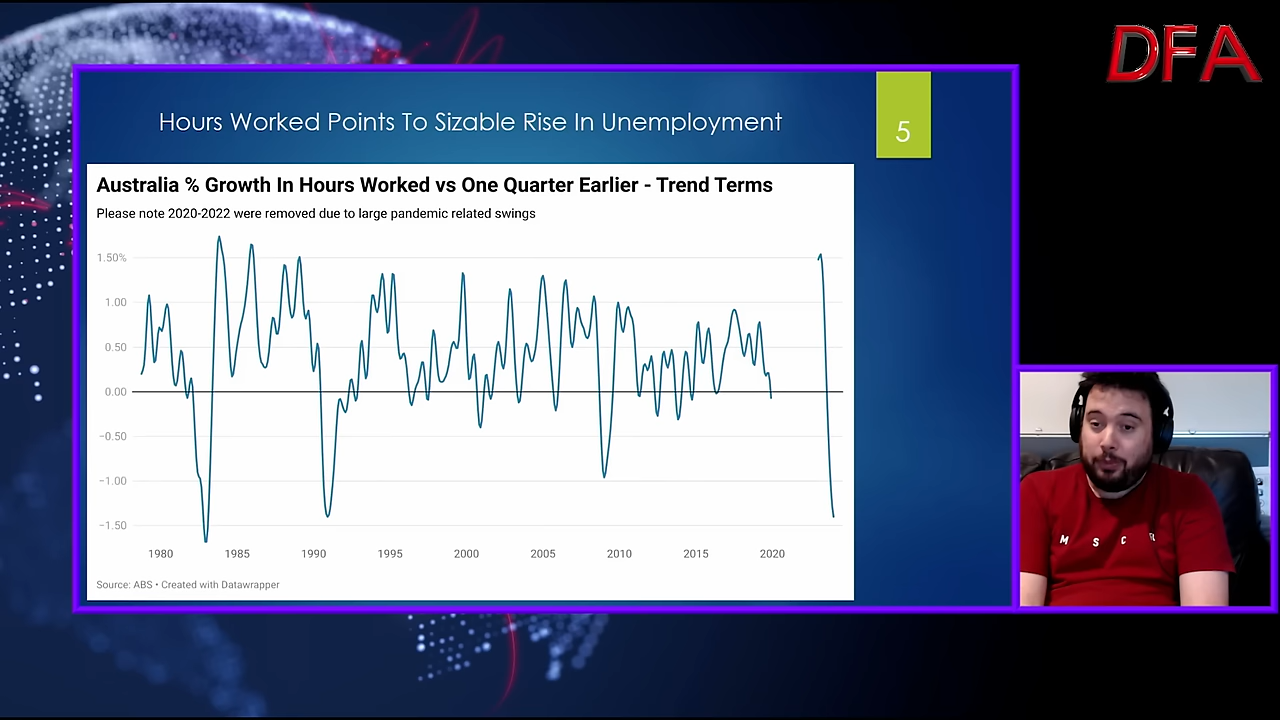 DFA
Hours Worked Points To Sizable Rise In Unemployment
5
Australia % Growth In Hours Worked vs One Quarter Earlier - Trend Terms
Please note 2020-2022 were removed due to large pandemic related swings
1.50%
1.00
0.50
0.00
−0.50
−1.00
−1.50
1980 1985 1990 1995 2000 2005 2010 2015 2020
Source: ABS • Created with Datawrapper
M S C